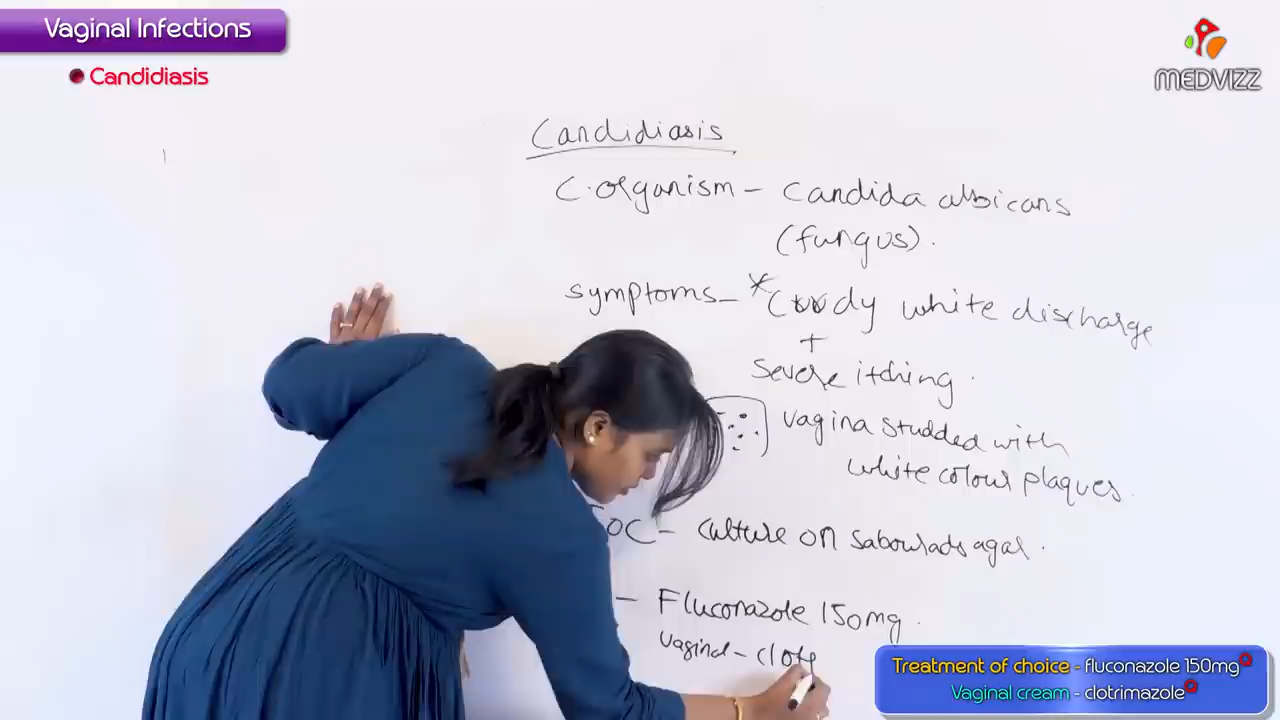 Vaginal Infections
Candidiasis
MEDVIZZ
Candidiasis
C.organism - Candida albicans
(fungus).
symptoms - * Curdy white discharge
+
severe itching.
vagina studded with
white colour plaques.
OC - culture on sabourads agar.
- Fluconazole 150mg.
vaginal - clot
Treatment of choice - fluconazole 150mg
Vaginal cream - clotrimazole